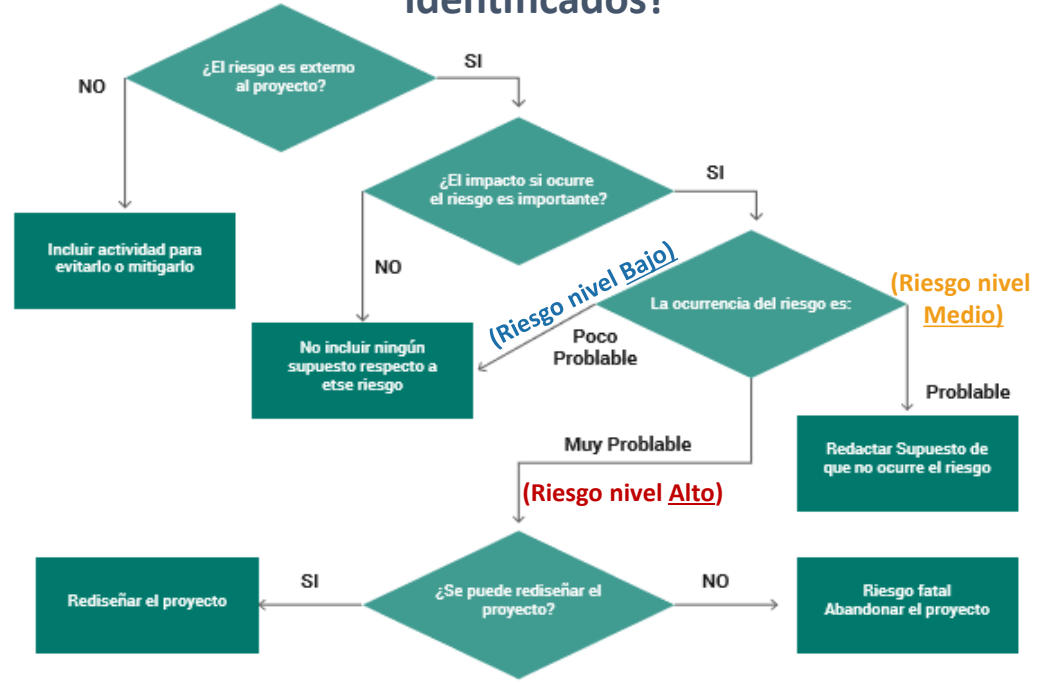 identificados?
¿El riesgo es externo
al proyecto?
SI
NO
¿El impacto si ocurre
el riesgo es importante?
SI
Incluir actividad para
evitarlo o mitigarlo
NO
(Riesgo nivel Bajo)
La ocurrencia del riesgo es:
(Riesgo nivel
Medio)
Poco
Problable
No incluir ningún
supuesto respecto a
etse riesgo
Problable
Muy Problable
Redactar Supuesto de
que no ocurre el riesgo
(Riesgo nivel Alto)
¿Se puede rediseñar el
proyecto?
SI
Rediseñar el proyecto
NO
Riesgo fatal
Abandonar el proyecto